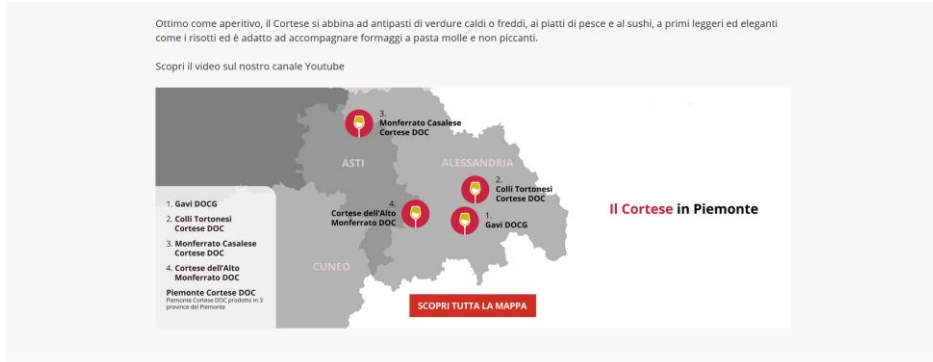 Ottimo come aperitivo, il Cortese si abbina ad antipasti di verdure caldi o freddi, ai piatti di pesce e al sushi, a primi leggeri ed eleganti
come i risotti ed è adatto ad accompagnare formaggi a pasta molle e non piccanti.
Scopri il video sul nostro canale Youtube
3.
Monferrato Casalese
Cortese DOC
ASTI
ALESSANDRIA
2.
Colli Tortonesi
Cortese DOC
4.
Cortese dell'Alto
Monferrato DOC
1.
Gavi DOCG
CUNEO
Il Cortese in Piemonte
1. Gavi DOCG
2. Colli Tortonesi
Cortese DOC
3. Monferrato Casalese
Cortese DOC
4. Cortese dell'Alto
Monferrato DOC
Piemonte Cortese DOC
Piemonte Cortese DOC prodotto in 3
province del Piemonte
SCOPRI TUTTA LA MAPPA